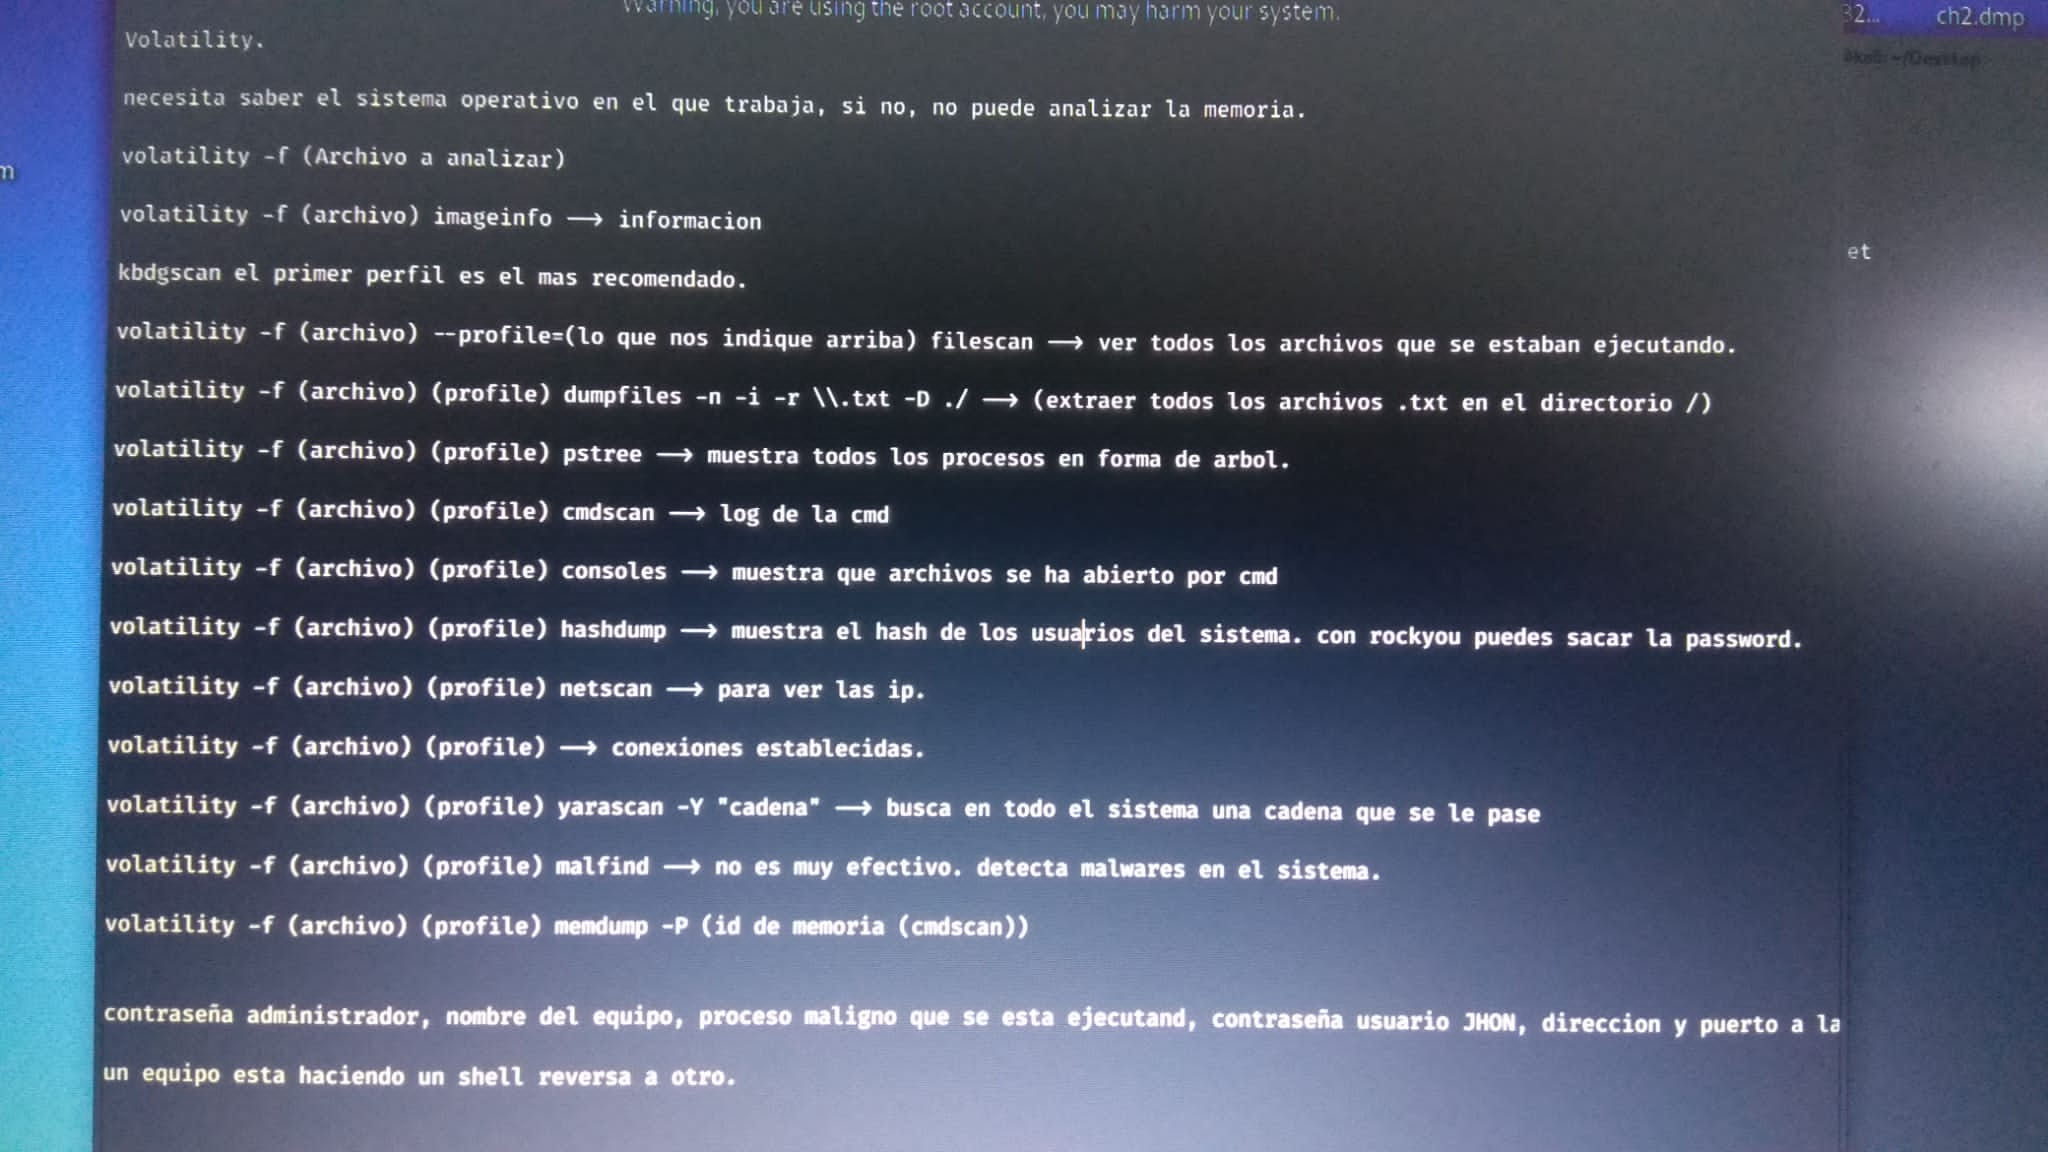 Warning, you are using the root account, you may harm your system.
32... ch2.dmp
Volatility.
necesita saber el sistema operativo en el que trabaja, si no, no puede analizar la memoria.
volatility -f (Archivo a analizar)
m
volatility -f (archivo) imageinfo ⟶ informacion
et
kbdgscan el primer perfil es el mas recomendado.
volatility -f (archivo) --profile=(lo que nos indique arriba) filescan ⟶ ver todos los archivos que se estaban ejecutando.
volatility -f (archivo) (profile) dumpfiles -n -i -r \\.txt -D ./ ⟶ (extraer todos los archivos .txt en el directorio /)
volatility -f (archivo) (profile) pstree ⟶ muestra todos los procesos en forma de arbol.
volatility -f (archivo) (profile) cmdscan ⟶ log de la cmd
volatility -f (archivo) (profile) consoles ⟶ muestra que archivos se ha abierto por cmd
volatility -f (archivo) (profile) hashdump ⟶ muestra el hash de los usuarios del sistema. con rockyou puedes sacar la password.
volatility -f (archivo) (profile) netscan ⟶ para ver las ip.
volatility -f (archivo) (profile) ⟶ conexiones establecidas.
volatility -f (archivo) (profile) yarascan -Y "cadena" ⟶ busca en todo el sistema una cadena que se le pase
volatility -f (archivo) (profile) malfind ⟶ no es muy efectivo. detecta malwares en el sistema.
volatility -f (archivo) (profile) memdump -P (id de memoria (cmdscan))
contraseña administrador, nombre del equipo, proceso maligno que se esta ejecutand, contraseña usuario JHON, direccion y puerto a la
un equipo esta haciendo un shell reversa a otro.